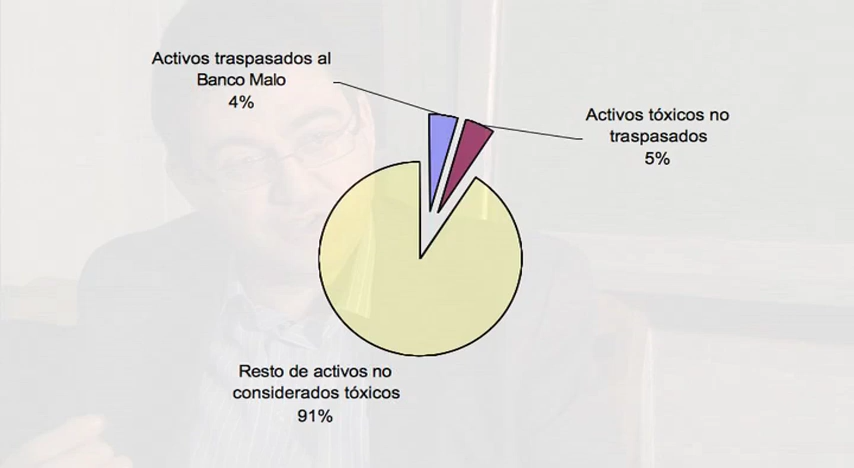 Activos traspasados al
Banco Malo
4%
Activos tóxicos no
traspasados
5%
Resto de activos no
considerados tóxicos
91%